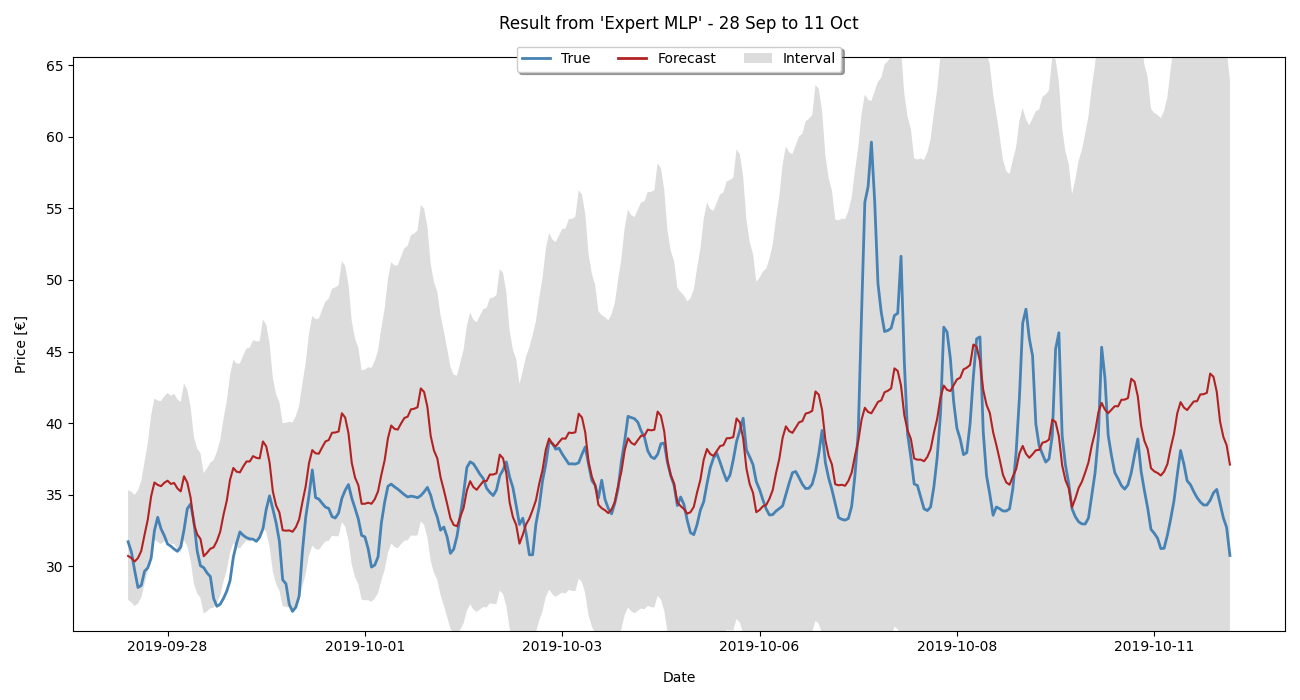 Result from 'Expert MLP' - 28 Sep to 11 Oct
True Forecast Interval
65
60
55
50
45
40
35
30
Price [€]
2019-09-28 2019-10-01 2019-10-03 2019-10-06 2019-10-08 2019-10-11
Date